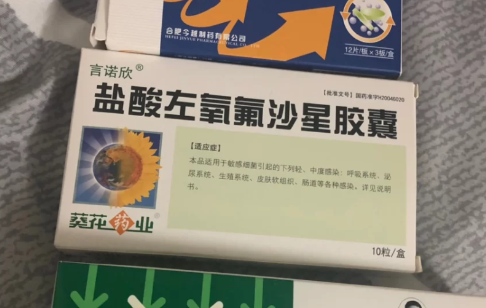 合肥今越制药有限公司
12片/板×3板/盒
言诺欣®
【批准文号】国药准字H20046020
盐酸左氧氟沙星胶囊
【适应症】
本品适用于敏感细菌引起的下列轻、中度感染：呼吸系统、泌
尿系统、生殖系统、皮肤软组织、肠道等各种感染。详见说明
书。
葵花药业®
10粒/盒